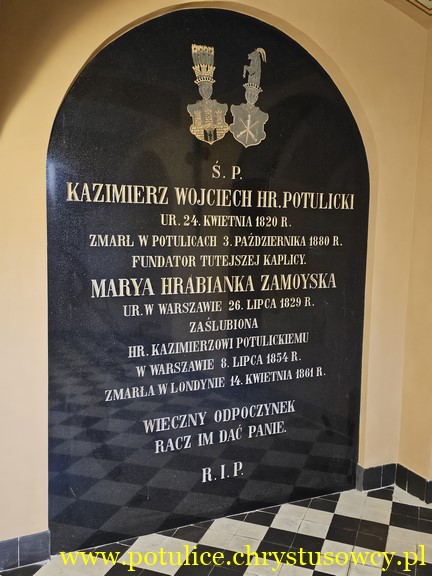 Ś. P.
KAZIMIERZ WOJCIECH HR. POTULICKI
UR. 24. KWIETNIA 1820 R.
ZMARŁ W POTULICACH 3. PAŹDZIERNIKA 1880 R.
FUNDATOR TUTEJSZEJ KAPLICY.
MARYA HRABIANKA ZAMOYSKA
UR. W WARSZAWIE 26. LIPCA 1829 R.
ZAŚLUBIONA
HR. KAZIMIERZOWI POTULICKIEMU
W WARSZAWIE 8. LIPCA 1854 R.
ZMARŁA W LONDYNIE 14. KWIETNIA 1861 R.
WIECZNY ODPOCZYNEK
RACZ IM DAĆ PANIE.
R. I. P.
www.potulice.chrystusowcy.pl